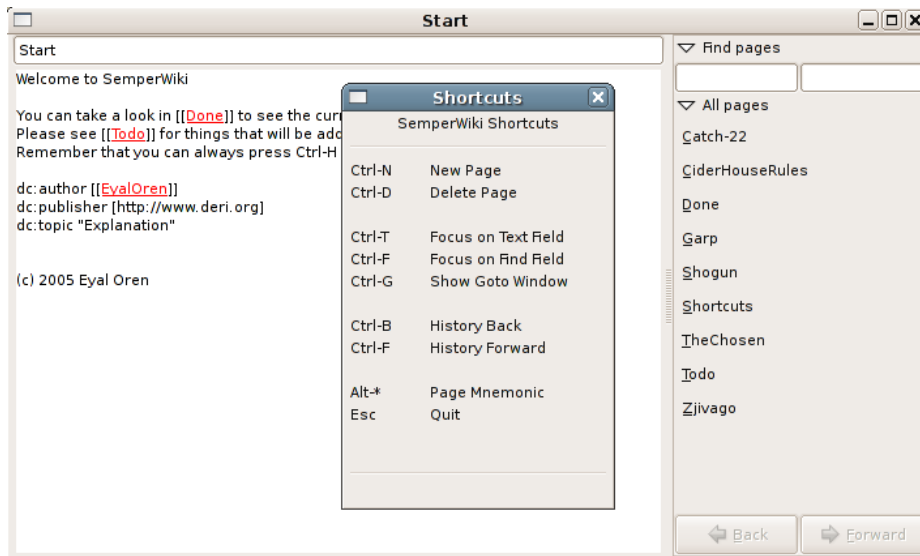 Start
Start
Welcome to SemperWiki
You can take a look in [[Done]] to see the curr
Please see [[Todo]] for things that will be add
Remember that you can always press Ctrl-H
dc:author [[EyalOren]]
dc:publisher [http://www.deri.org]
dc:topic "Explanation"
(c) 2005 Eyal Oren
Shortcuts
SemperWiki Shortcuts
Ctrl-N New Page
Ctrl-D Delete Page
Ctrl-T Focus on Text Field
Ctrl-F Focus on Find Field
Ctrl-G Show Goto Window
Ctrl-B History Back
Ctrl-F History Forward
Alt-* Page Mnemonic
Esc Quit
Find pages
All pages
Catch-22
CiderHouseRules
Done
Garp
Shogun
Shortcuts
TheChosen
Todo
Zjivago
Back Forward